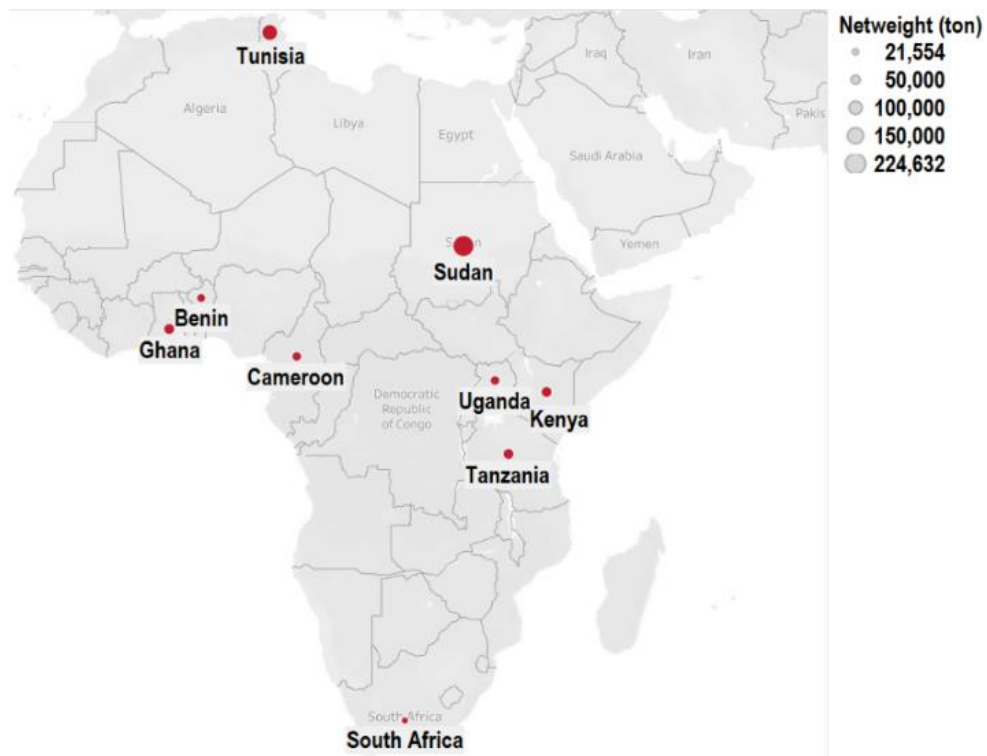 Netweight (ton)
21,554
50,000
100,000
150,000
224,632
Tunisia
Iraq
Iran
Pakis
Algeria
Libya
Egypt
Saudi Arabia
Sudan
Yemen
Benin
Ghana
Cameroon
Democratic
Republic
of Congo
Uganda
Kenya
Tanzania
South Africa
South Africa